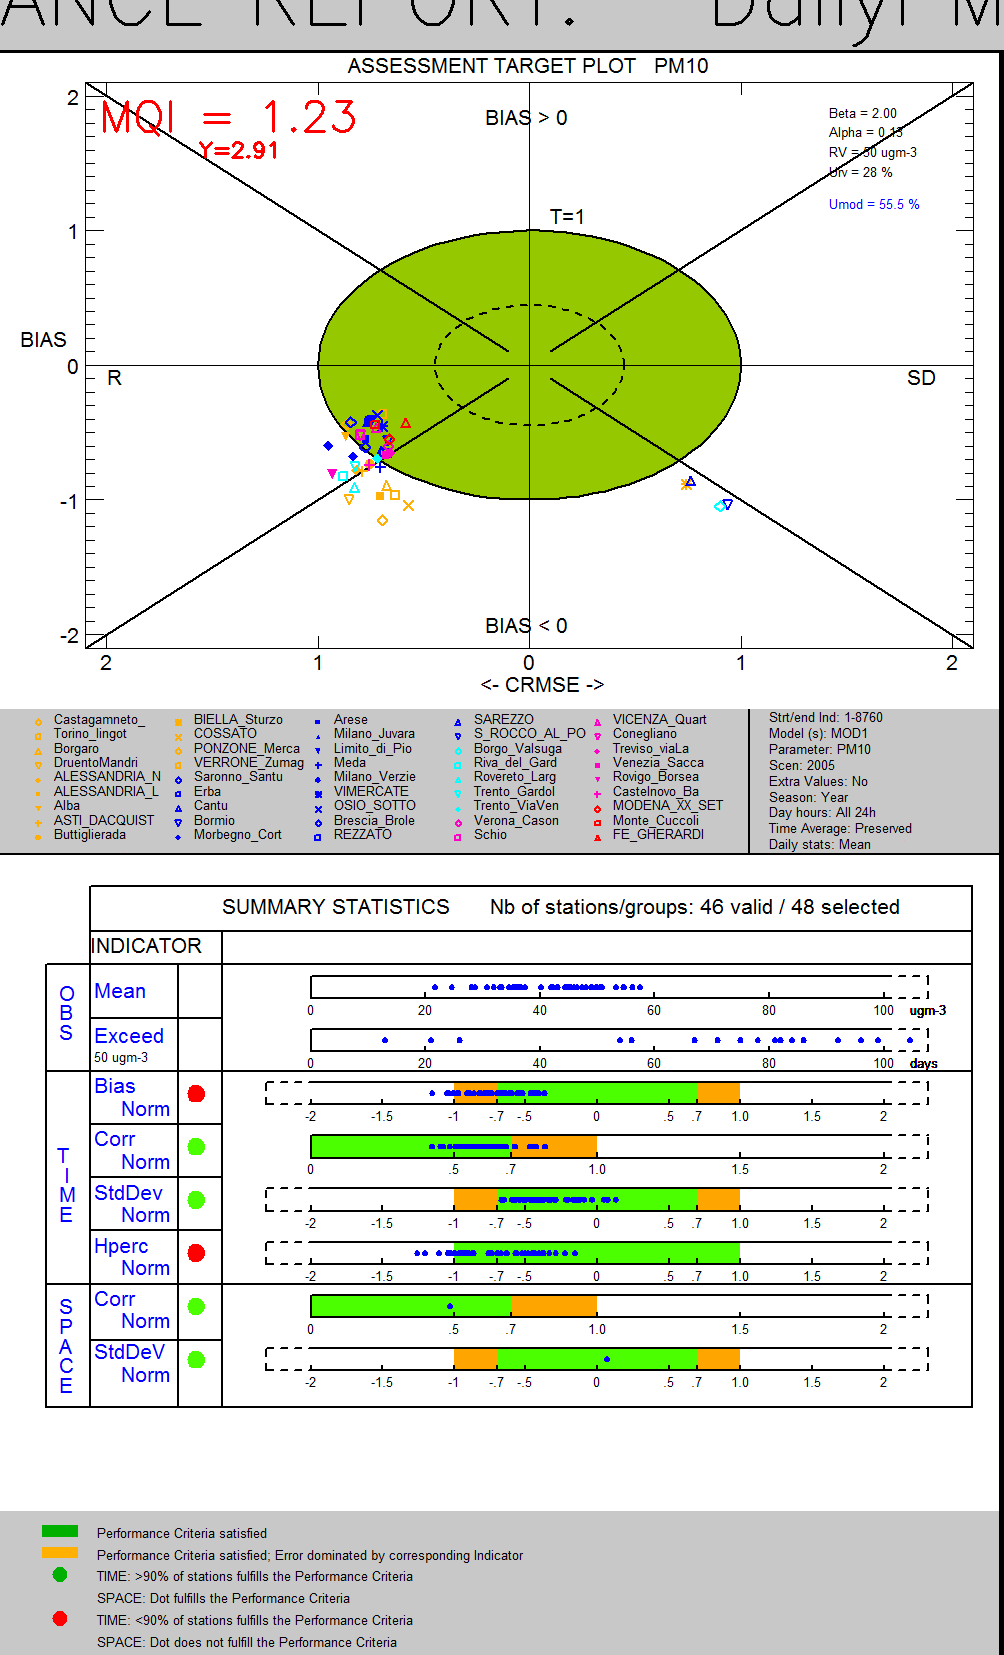 ANCE REPORT: Dailyl M
ASSESSMENT TARGET PLOT PM10
MQI = 1.23
Y=2.91
BIAS > 0
Beta = 2.00
Alpha = 0.13
RV = 50 ugm-3
Urv = 28 %
Umod = 55.5 %
T=1
2
1
BIAS
0
R
SD
-1
BIAS < 0
-2
2 1 0 1 2
<- CRMSE ->
Castagamneto_ BIELLA_Sturzo Arese SAREZZO VICENZA_Quart
Torino_lingot COSSATO Milano_Juvara S_ROCCO_AL_PO Conegliano
Borgaro PONZONE_Merca Limito_di_Pio Borgo_Valsuga Treviso_viaLa
DruentoMandri VERRONE_Zumag Meda Riva_del_Gard Venezia_Sacca
ALESSANDRIA_N Saronno_Santu Milano_Verzie Rovereto_Larg Rovigo_Borsea
ALESSANDRIA_L Erba VIMERCATE Trento_Gardol Castelnovo_Ba
Alba Cantu OSIO_SOTTO Trento_ViaVen MODENA_XX_SET
ASTI_DACQUIST Bormio Brescia_Brole Verona_Cason Monte_Cuccoli
Buttiglierada Morbegno_Cort REZZATO Schio FE_GHERARDI
Strt/end Ind: 1-8760
Model (s): MOD1
Parameter: PM10
Scen: 2005
Extra Values: No
Season: Year
Day hours: All 24h
Time Average: Preserved
Daily stats: Mean
SUMMARY STATISTICS Nb of stations/groups: 46 valid / 48 selected
INDICATOR
OBS
Mean
0 20 40 60 80 100 ugm-3
Exceed
50 ugm-3
0 20 40 60 80 100 days
TIME
Bias
Norm
-2 -1.5 -1 -.7 -.5 0 .5 .7 1.0 1.5 2
Corr
Norm
0 .5 .7 1.0 1.5 2
StdDev
Norm
-2 -1.5 -1 -.7 -.5 0 .5 .7 1.0 1.5 2
Hperc
Norm
-2 -1.5 -1 -.7 -.5 0 .5 .7 1.0 1.5 2
SPACE
Corr
Norm
0 .5 .7 1.0 1.5 2
StdDeV
Norm
-2 -1.5 -1 -.7 -.5 0 .5 .7 1.0 1.5 2
Performance Criteria satisfied
Performance Criteria satisfied; Error dominated by corresponding Indicator
TIME: >90% of stations fulfills the Performance Criteria
SPACE: Dot fulfills the Performance Criteria
TIME: <90% of stations fulfills the Performance Criteria
SPACE: Dot does not fulfill the Performance Criteria